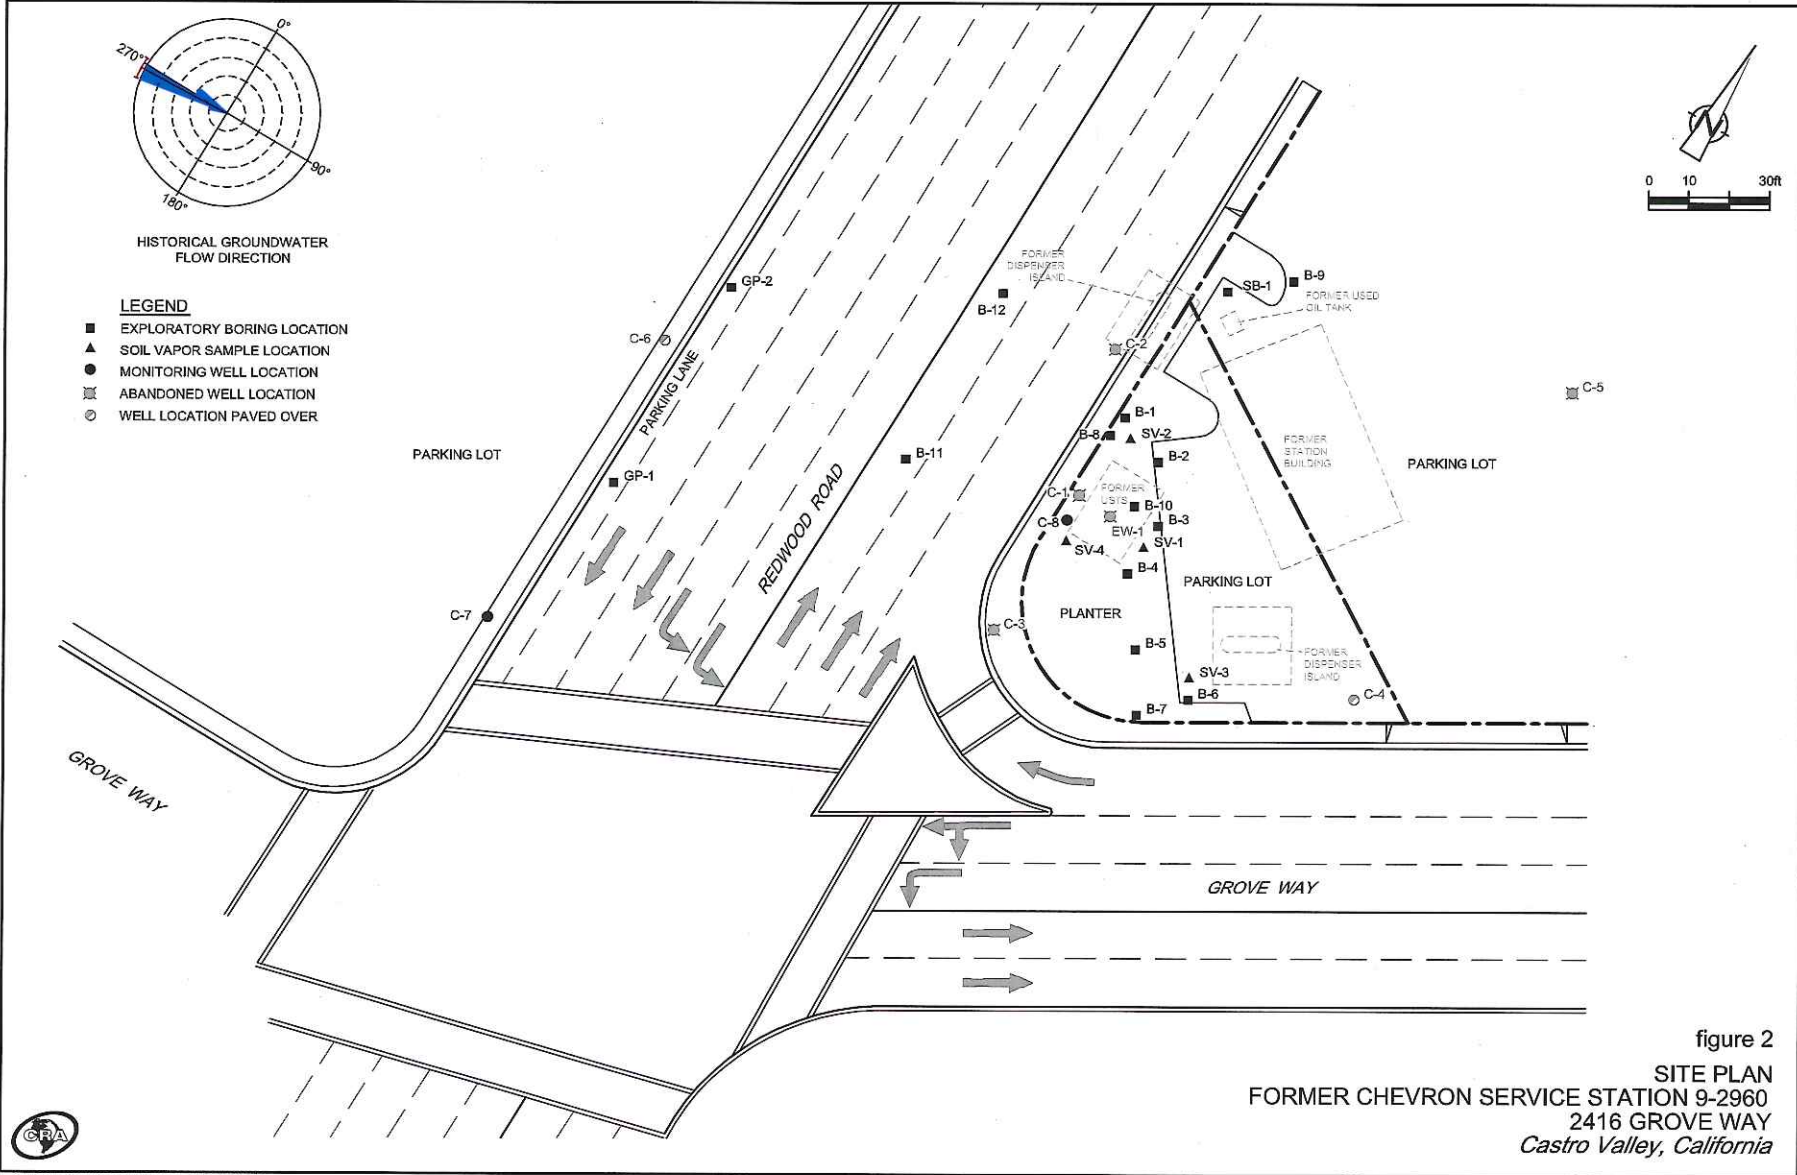 0°
270°
90°
180°
HISTORICAL GROUNDWATER
FLOW DIRECTION
LEGEND
EXPLORATORY BORING LOCATION
SOIL VAPOR SAMPLE LOCATION
MONITORING WELL LOCATION
ABANDONED WELL LOCATION
WELL LOCATION PAVED OVER
N
0 10 30ft
GP-2
C-6
PARKING LANE
PARKING LOT
GP-1
C-7
GROVE WAY
REDWOOD ROAD
B-11
B-12
FORMER
DISPENSER
ISLAND
C-2
SB-1
B-9
FORMER USED
OIL TANK
C-5
B-1
B-8
SV-2
B-2
FORMER
STATION
BUILDING
PARKING LOT
C-1
FORMER
USTS
B-10
C-8
EW-1
B-3
SV-4
SV-1
B-4
PARKING LOT
PLANTER
C-3
B-5
FORMER
DISPENSER
ISLAND
SV-3
B-6
C-4
B-7
GROVE WAY
figure 2
SITE PLAN
FORMER CHEVRON SERVICE STATION 9-2960
2416 GROVE WAY
Castro Valley, California
CRA